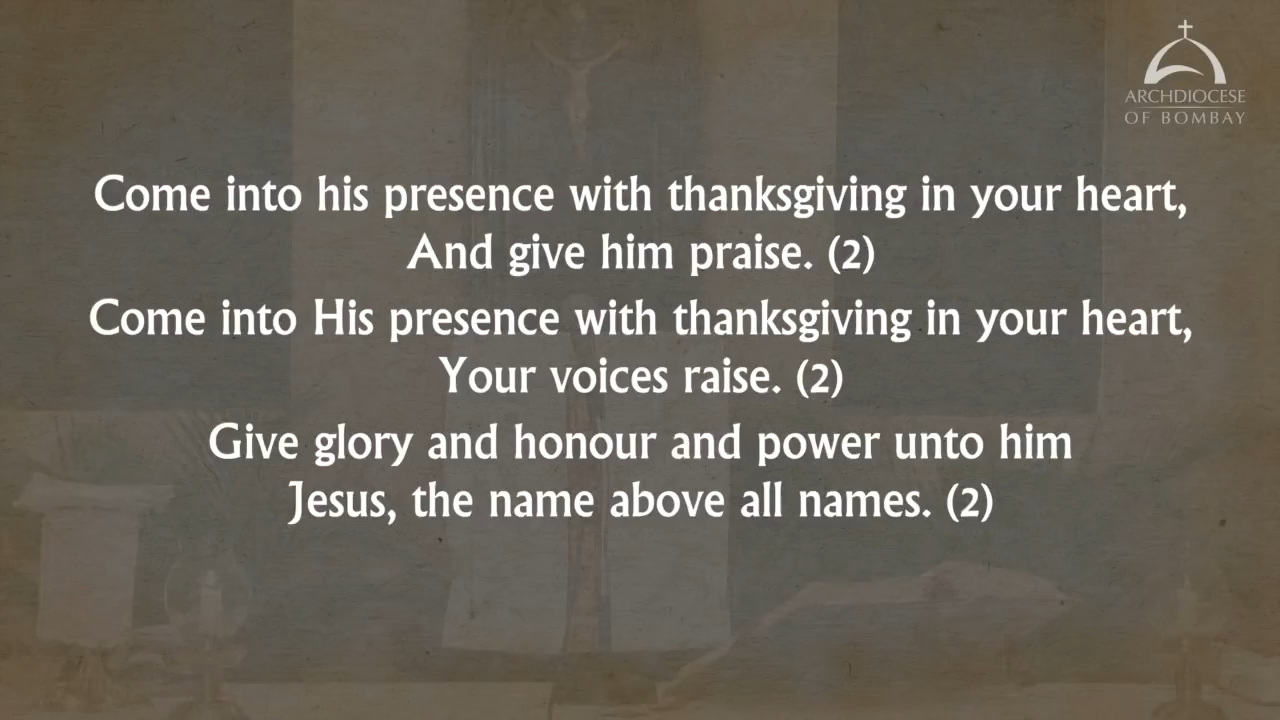 ARCHDIOCESE
OF BOMBAY
Come into his presence with thanksgiving in your heart,
And give him praise. (2)
Come into His presence with thanksgiving in your heart,
Your voices raise. (2)
Give glory and honour and power unto him
Jesus, the name above all names. (2)